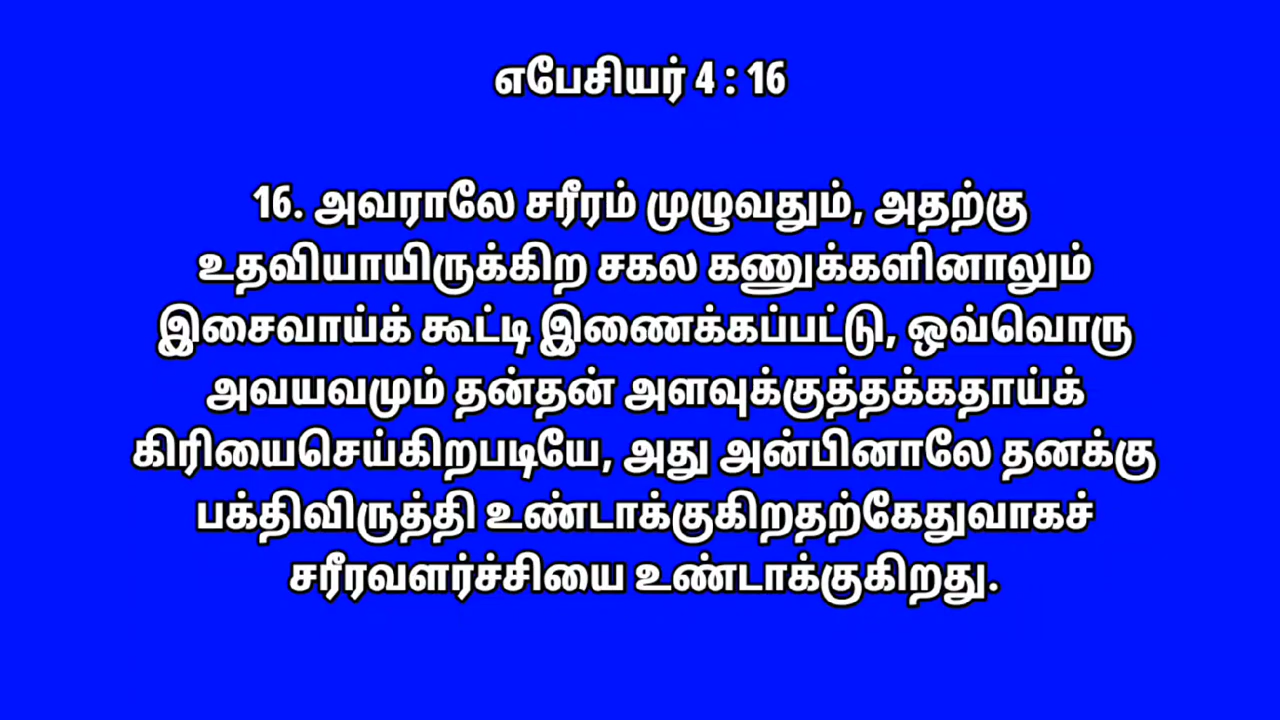 எபேசியர் 4 : 16
16. அவராலே சரீரம் முழுவதும், அதற்கு
உதவியாயிருக்கிற சகல கணுக்களினாலும்
இசைவாய்க் கூட்டி இணைக்கப்பட்டு, ஒவ்வொரு
அவயவமும் தன்தன் அளவுக்குத்தக்கதாய்க்
கிரியைசெய்கிறபடியே, அது அன்பினாலே தனக்கு
பக்திவிருத்தி உண்டாக்குகிறதற்கேதுவாகச்
சரீரவளர்ச்சியை உண்டாக்குகிறது.